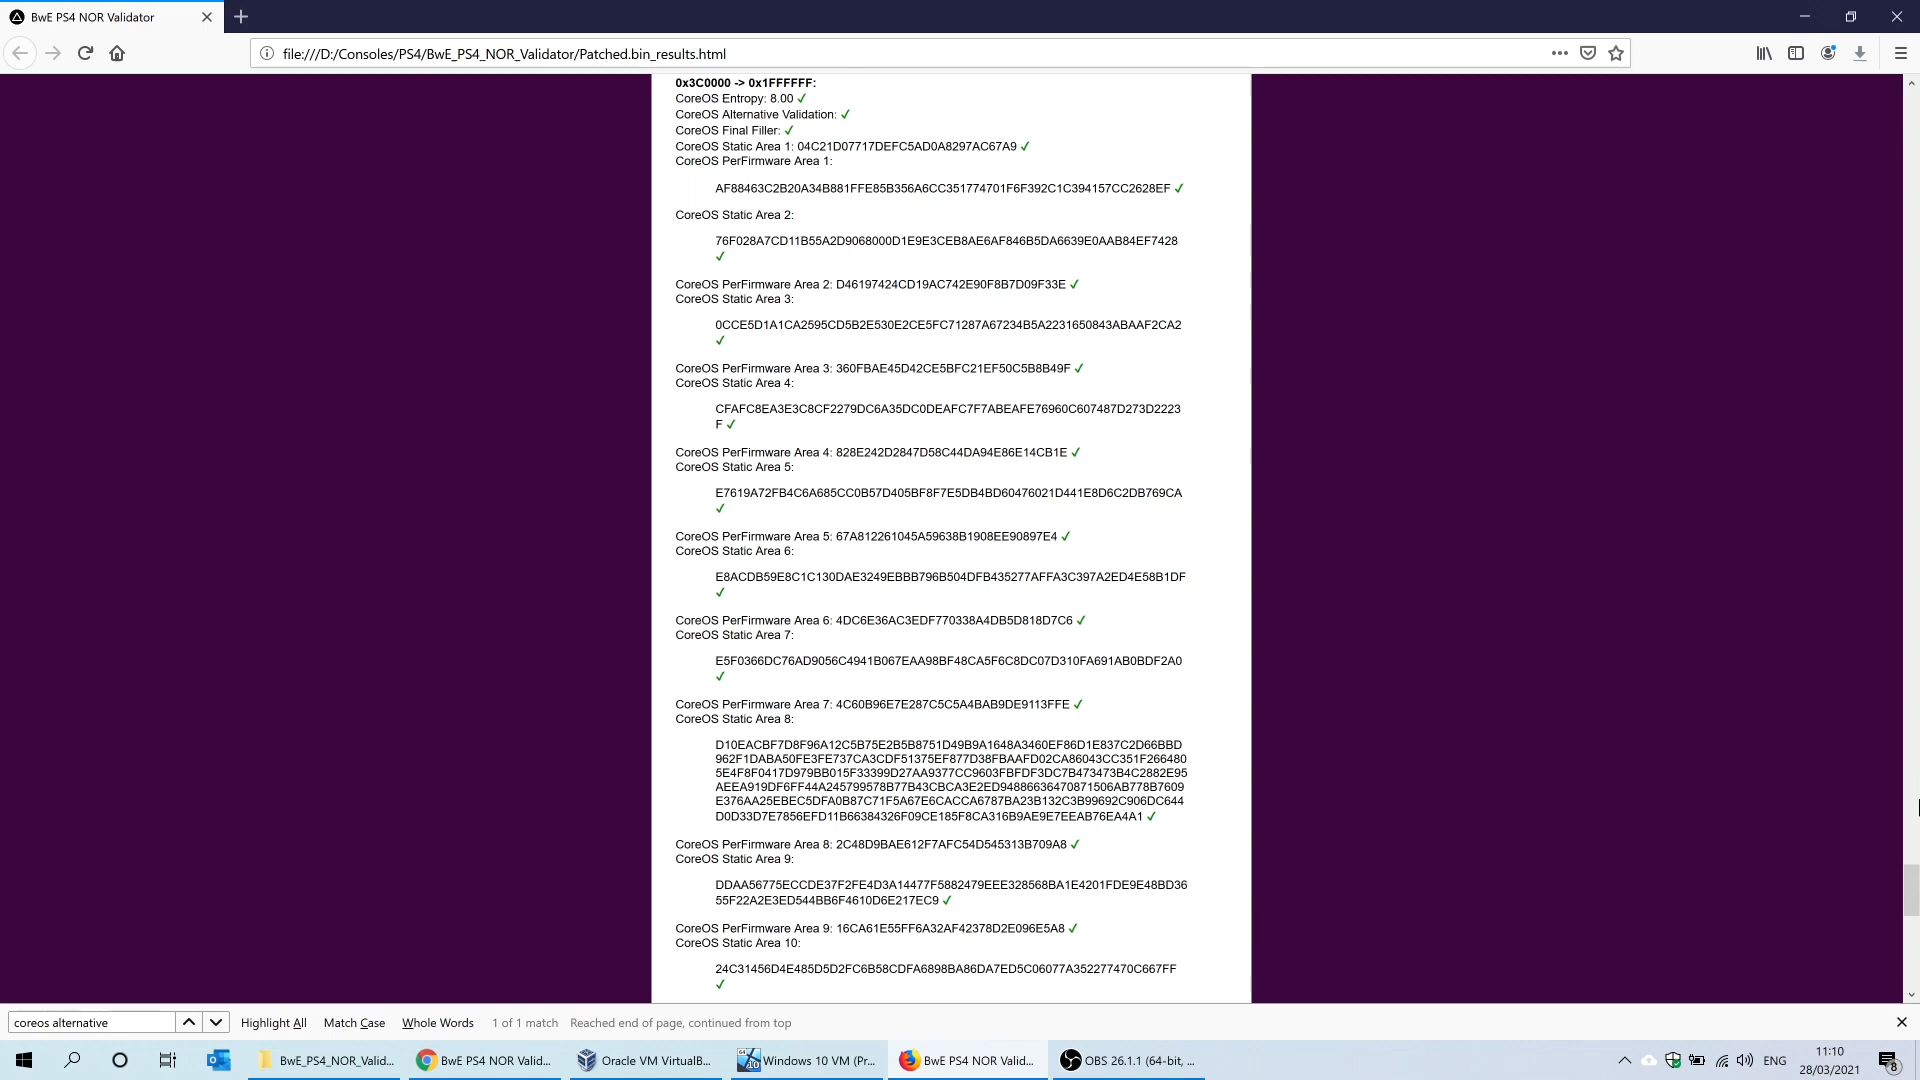 BwE PS4 NOR Validator
file:///D:/Consoles/PS4/BwE_PS4_NOR_Validator/Patched.bin_results.html
0x3C0000 -> 0x1FFFFFF:
CoreOS Entropy: 8.00 ✓
CoreOS Alternative Validation: ✓
CoreOS Final Filler: ✓
CoreOS Static Area 1: 04C21D07717DEFC5AD0A8297AC67A9 ✓
CoreOS PerFirmware Area 1:
AF88463C2B20A34B881FFE85B356A6CC351774701F6F392C1C394157CC2628EF ✓
CoreOS Static Area 2:
76F028A7CD11B55A2D9068000D1E9E3CEB8AE6AF846B5DA6639E0AAB84EF7428
✓
CoreOS PerFirmware Area 2: D46197424CD19AC742E90F8B7D09F33E ✓
CoreOS Static Area 3:
0CCE5D1A1CA2595CD5B2E530E2CE5FC71287A67234B5A2231650843ABAAF2CA2
✓
CoreOS PerFirmware Area 3: 360FBAE45D42CE5BFC21EF50C5B8B49F ✓
CoreOS Static Area 4:
CFAFC8EA3E3C8CF2279DC6A35DC0DEAFC7F7ABEAFE76960C607487D273D2223
F ✓
CoreOS PerFirmware Area 4: 828E242D2847D58C44DA94E86E14CB1E ✓
CoreOS Static Area 5:
E7619A72FB4C6A685CC0B57D405BF8F7E5DB4BD60476021D441E8D6C2DB769CA
✓
CoreOS PerFirmware Area 5: 67A812261045A59638B1908EE90897E4 ✓
CoreOS Static Area 6:
E8ACDB59E8C1C130DAE3249EBBB796B504DFB435277AFFA3C397A2ED4E58B1DF
✓
CoreOS PerFirmware Area 6: 4DC6E36AC3EDF770338A4DB5D818D7C6 ✓
CoreOS Static Area 7:
E5F0366DC76AD9056C4941B067EAA98BF48CA5F6C8DC07D310FA691AB0BDF2A0
✓
CoreOS PerFirmware Area 7: 4C60B96E7E287C5C5A4BAB9DE9113FFE ✓
CoreOS Static Area 8:
D10EACBF7D8F96A12C5B75E2B5B8751D49B9A1648A3460EF86D1E837C2D66BBD
962F1DABA50FE3FE737CA3CDF51375EF877D38FBAAFD02CA86043CC351F266480
5E4F8F0417D979BB015F33399D27AA9377CC9603FBFDF3DC7B473473B4C2882E95
AEEA919DF6FF44A245799578B77B43CBCA3E2ED94886636470871506AB778B7609
E376AA25EBEC5DFA0B87C71F5A67E6CACCA6787BA23B132C3B99692C906DC644
D0D33D7E7856EFD11B66384326F09CE185F8CA316B9AE9E7EEAB76EA4A1 ✓
CoreOS PerFirmware Area 8: 2C48D9BAE612F7AFC54D545313B709A8 ✓
CoreOS Static Area 9:
DDAA56775ECCDE37F2FE4D3A14477F5882479EEE328568BA1E4201FDE9E48BD36
55F22A2E3ED544BB6F4610D6E217EC9 ✓
CoreOS PerFirmware Area 9: 16CA61E55FF6A32AF42378D2E096E5A8 ✓
CoreOS Static Area 10:
24C31456D4E485D5D2FC6B58CDFA6898BA86DA7ED5C06077A352277470C667FF
✓
coreos alternative Highlight All Match Case Whole Words 1 of 1 match Reached end of page, continued from top
BwE_PS4_NOR_Valid... BwE PS4 NOR Valid... Oracle VM VirtualB... Windows 10 VM (Pr... BwE PS4 NOR Valid... OBS 26.1.1 (64-bit, ... ENG 11:10
28/03/2021 8